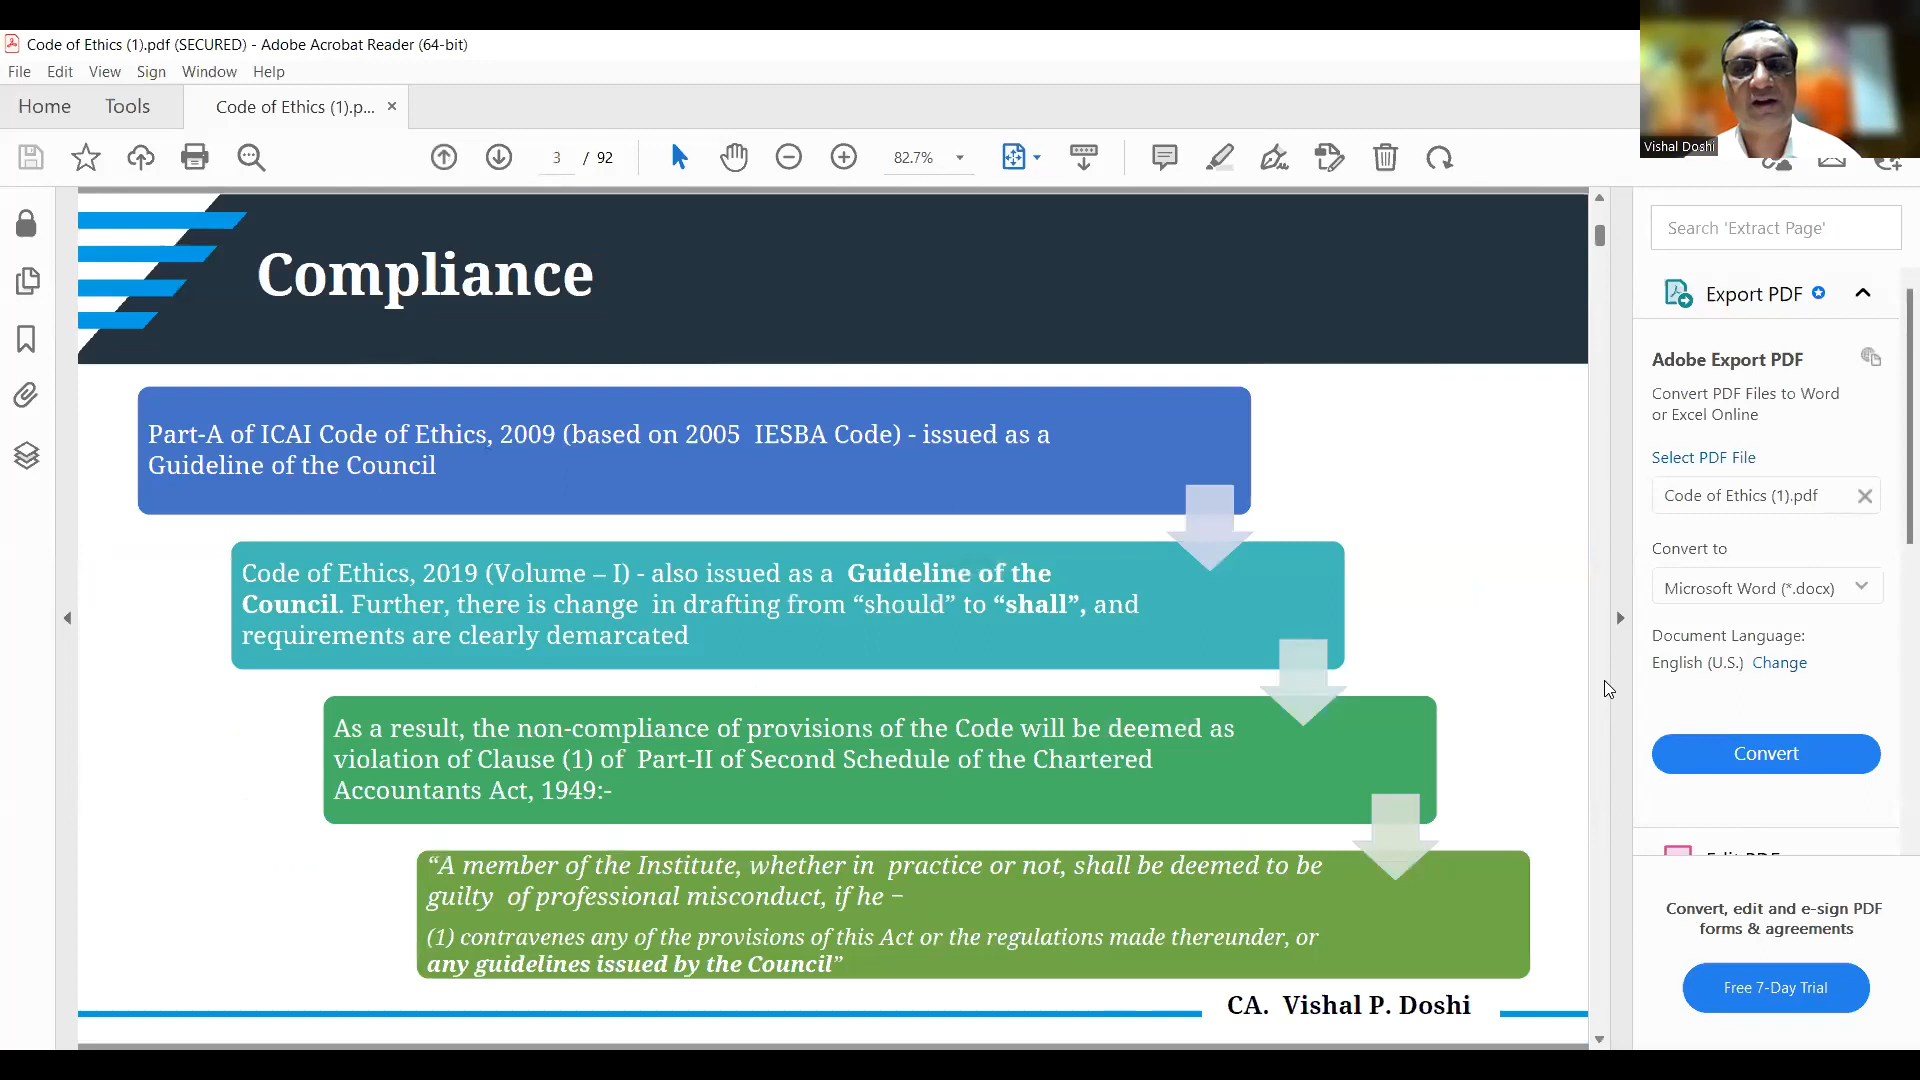 Code of Ethics (1).pdf (SECURED) - Adobe Acrobat Reader (64-bit)
File Edit View Sign Window Help
Home Tools Code of Ethics (1).p... ×
3 / 92 82.7%
Vishal Doshi
Compliance
Part-A of ICAI Code of Ethics, 2009 (based on 2005 IESBA Code) - issued as a
Guideline of the Council
Code of Ethics, 2019 (Volume – I) - also issued as a Guideline of the
Council. Further, there is change in drafting from “should” to “shall”, and
requirements are clearly demarcated
As a result, the non-compliance of provisions of the Code will be deemed as
violation of Clause (1) of Part-II of Second Schedule of the Chartered
Accountants Act, 1949:-
“A member of the Institute, whether in practice or not, shall be deemed to be
guilty of professional misconduct, if he –
(1) contravenes any of the provisions of this Act or the regulations made thereunder, or
any guidelines issued by the Council”
CA. Vishal P. Doshi
Search 'Extract Page'
Export PDF
Adobe Export PDF
Convert PDF Files to Word
or Excel Online
Select PDF File
Code of Ethics (1).pdf
Convert to
Microsoft Word (*.docx)
Document Language:
English (U.S.) Change
Convert
Edit PDF
Convert, edit and e-sign PDF
forms & agreements
Free 7-Day Trial